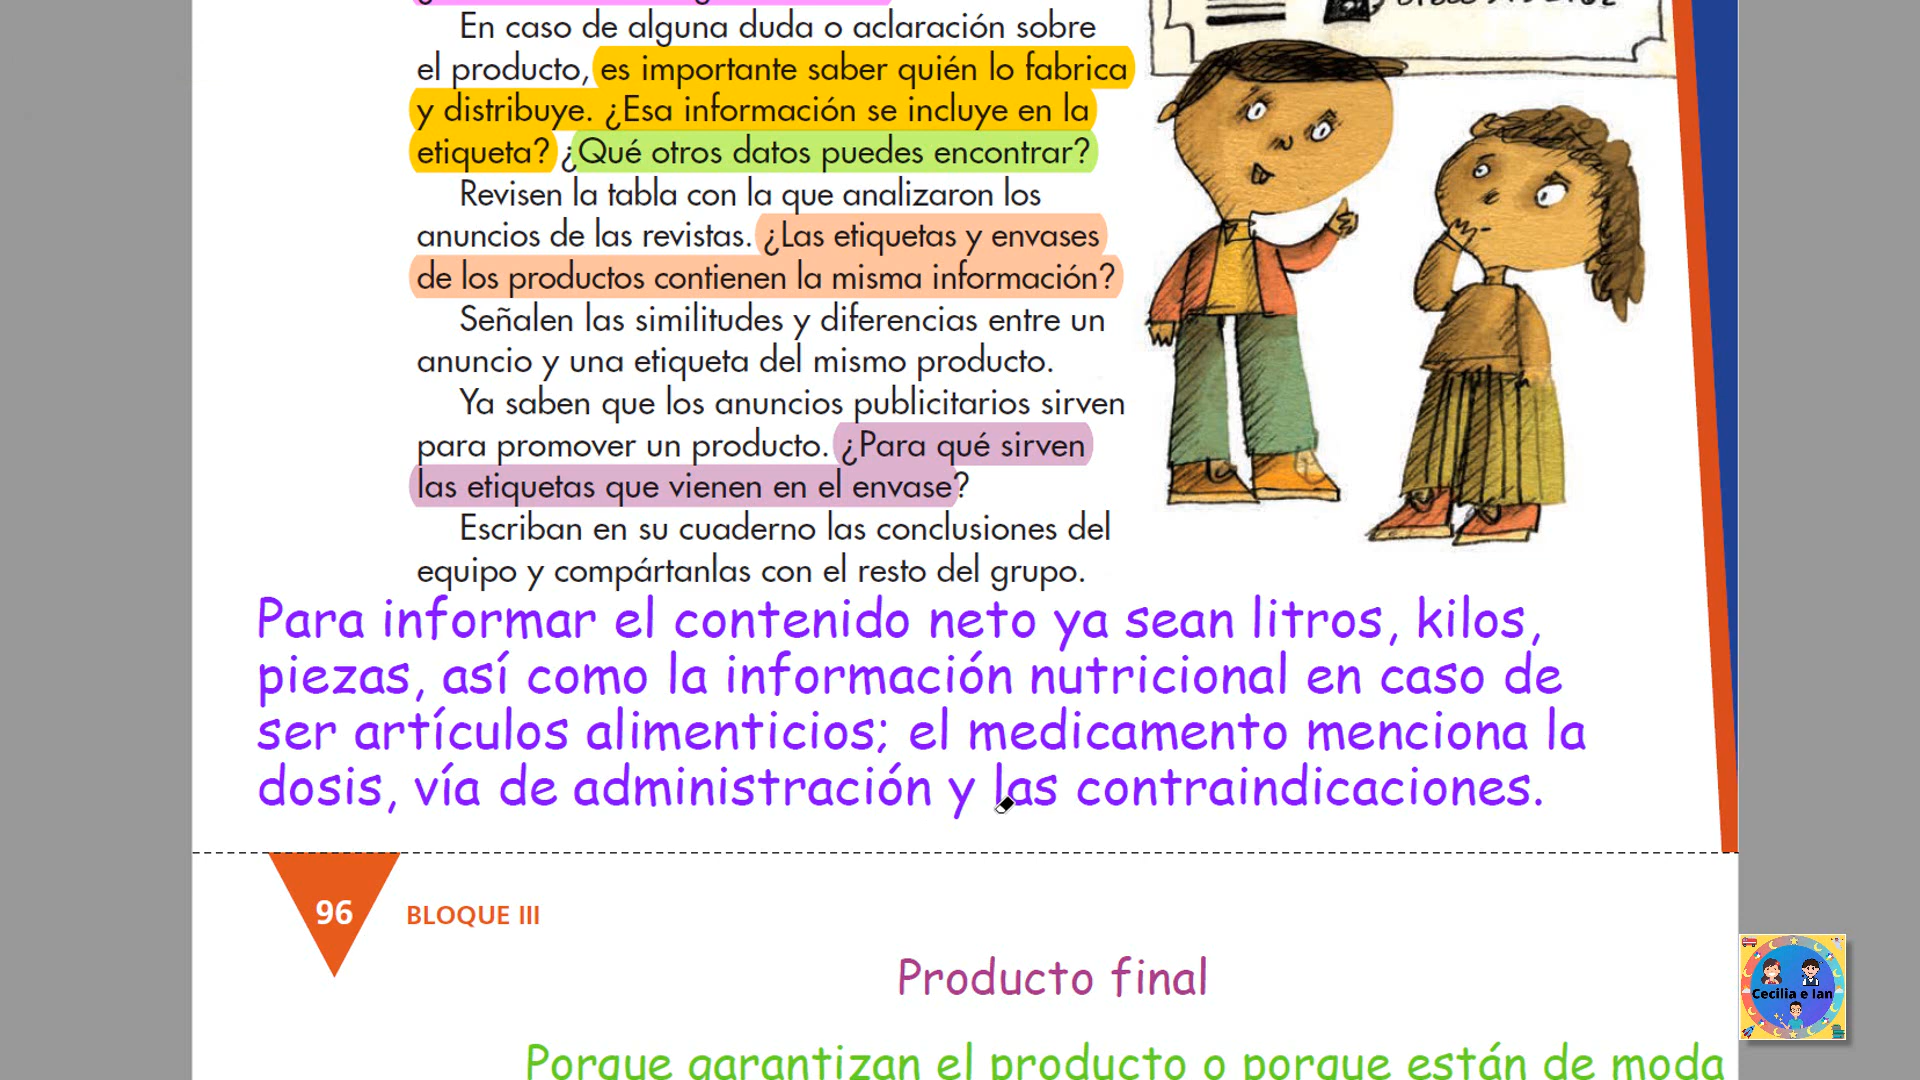 En caso de alguna duda o aclaración sobre
el producto, es importante saber quién lo fabrica
y distribuye. ¿Esa información se incluye en la
etiqueta? ¿Qué otros datos puedes encontrar?
Revisen la tabla con la que analizaron los
anuncios de las revistas. ¿Las etiquetas y envases
de los productos contienen la misma información?
Señalen las similitudes y diferencias entre un
anuncio y una etiqueta del mismo producto.
Ya saben que los anuncios publicitarios sirven
para promover un producto. ¿Para qué sirven
las etiquetas que vienen en el envase?
Escriban en su cuaderno las conclusiones del
equipo y compártanlas con el resto del grupo.
Para informar el contenido neto ya sean litros, kilos,
piezas, así como la información nutricional en caso de
ser artículos alimenticios; el medicamento menciona la
dosis, vía de administración y las contraindicaciones.
96 BLOQUE III
Producto final
Cecilia e Ian
Porque garantizan el producto o porque están de moda